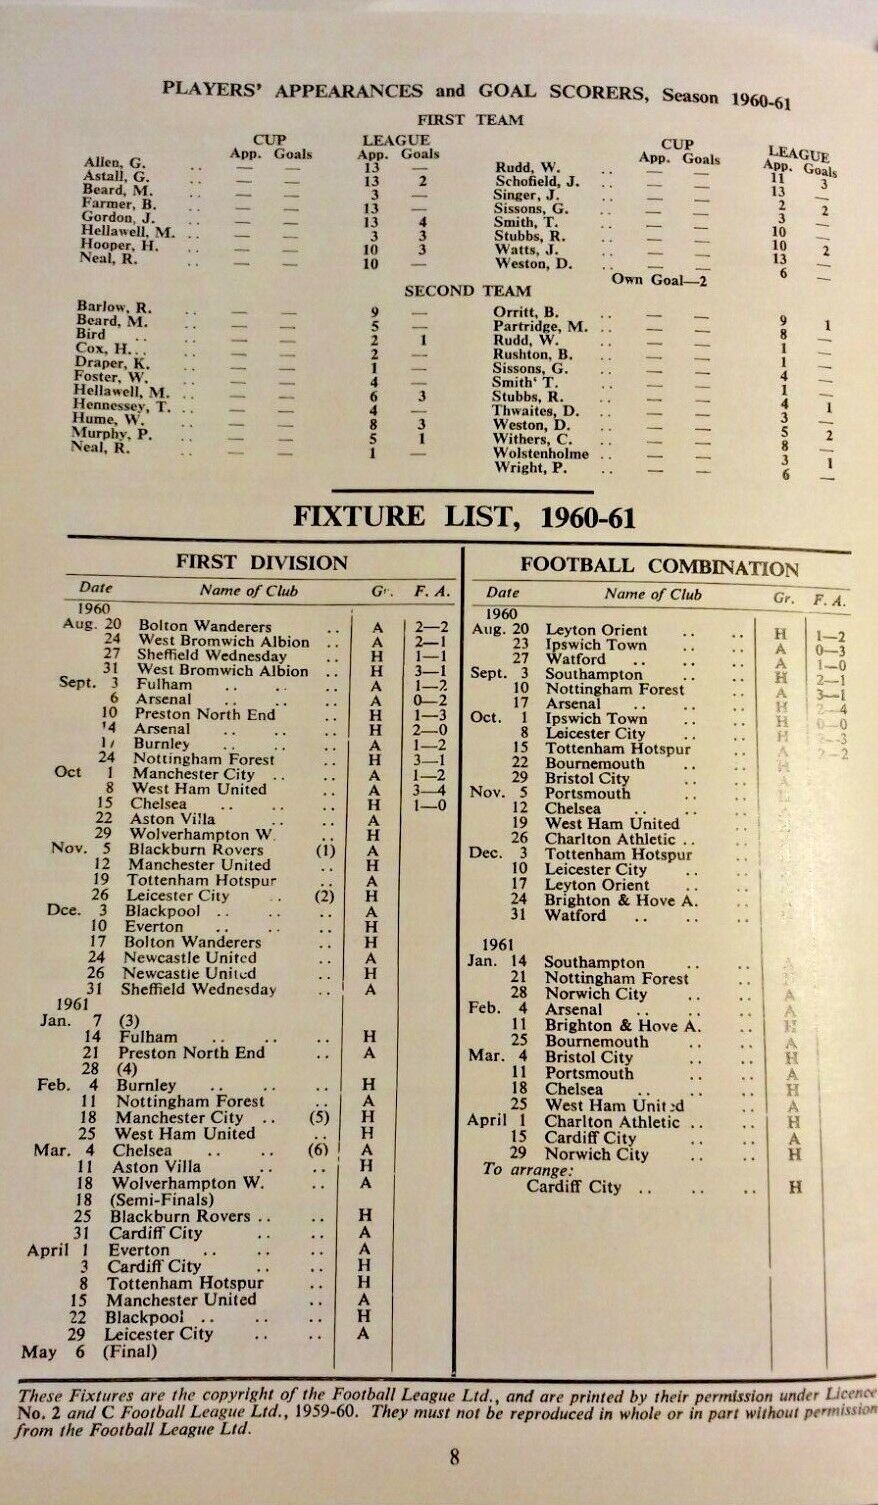 PLAYERS' APPEARANCES and GOAL SCORERS, Season 1960-61
FIRST TEAM
CUP LEAGUE
App. Goals App. Goals
Allen, G. .. — — 13 —
Astall, G. .. — — 13 2
Beard, M. .. — — 3 —
Farmer, B. .. — — 13 —
Gordon, J. .. — — 13 4
Hellawell, M. .. — — 3 3
Hooper, H. .. — — 10 3
Neal, R. .. — — 10 —
CUP LEAGUE
App. Goals App. Goals
Rudd, W. .. — — 11 3
Schofield, J. .. — — 13 —
Singer, J. .. — — 2 2
Sissons, G. .. — — 3 —
Smith, T. .. — — 10 —
Stubbs, R. .. — — 10 2
Watts, J. .. — — 13 —
Weston, D. .. — — 6 —
Own Goal—2
SECOND TEAM
Barlow, R. .. — — 9 —
Beard, M. .. — — 5 —
Bird .. .. — — 2 1
Cox, H. .. — — 2 —
Draper, K. .. — — 1 —
Foster, W. .. — — 4 —
Hellawell, M. .. — — 6 3
Hennessey, T. .. — — 4 —
Hume, W. .. — — 8 3
Murphy, P. .. — — 5 1
Neal, R. .. — — 1 —
Orritt, B. .. — — 9 1
Partridge, M. .. — — 8 —
Rudd, W. .. — — 1 —
Rushton, B. .. — — 1 —
Sissons, G. .. — — 4 —
Smith' T. .. — — 1 —
Stubbs, R. .. — — 4 1
Thwaites, D. .. — — 3 —
Weston, D. .. — — 5 2
Withers, C. .. — — 8 —
Wolstenholme .. — — 3 1
Wright, P. .. — — 6 —
FIXTURE LIST, 1960-61
FIRST DIVISION
Date Name of Club Gr. F. A.
1960
Aug. 20 Bolton Wanderers .. A 2—2
24 West Bromwich Albion .. A 2—1
27 Sheffield Wednesday .. H 1—1
31 West Bromwich Albion .. H 3—1
Sept. 3 Fulham .. .. .. A 1—2
6 Arsenal .. .. .. A 0—2
10 Preston North End .. H 1—3
14 Arsenal .. .. .. H 2—0
17 Burnley .. .. .. A 1—2
24 Nottingham Forest .. H 3—1
Oct 1 Manchester City .. .. A 1—2
8 West Ham United .. A 3—4
15 Chelsea .. .. .. H 1—0
22 Aston Villa .. .. A
29 Wolverhampton W. .. H
Nov. 5 Blackburn Rovers (1) A
12 Manchester United .. H
19 Tottenham Hotspur .. A
26 Leicester City .. (2) H
Dce. 3 Blackpool .. .. .. A
10 Everton .. .. .. H
17 Bolton Wanderers .. H
24 Newcastle United .. A
26 Newcastle United .. H
31 Sheffield Wednesday .. A
1961
Jan. 7 (3)
14 Fulham .. .. .. H
21 Preston North End .. A
28 (4)
Feb. 4 Burnley .. .. .. H
11 Nottingham Forest .. A
18 Manchester City .. (5) H
25 West Ham United .. H
Mar. 4 Chelsea .. .. (6) A
11 Aston Villa .. .. H
18 Wolverhampton W. .. A
18 (Semi-Finals)
25 Blackburn Rovers .. .. H
31 Cardiff City .. .. A
April 1 Everton .. .. .. A
3 Cardiff City .. .. H
8 Tottenham Hotspur .. H
15 Manchester United .. A
22 Blackpool .. .. .. H
29 Leicester City .. .. A
May 6 (Final)
FOOTBALL COMBINATION
Date Name of Club Gr. F. A.
1960
Aug. 20 Leyton Orient .. .. H 1—2
23 Ipswich Town .. .. A 0—3
27 Watford .. .. .. A 1—0
Sept. 3 Southampton .. .. H 2—1
10 Nottingham Forest .. A 3—1
17 Arsenal .. .. .. H —4
Oct. 1 Ipswich Town .. .. H 0—0
8 Leicester City .. .. H —3
15 Tottenham Hotspur .. A 2—2
22 Bournemouth .. .. H
29 Bristol City .. ..
Nov. 5 Portsmouth .. ..
12 Chelsea .. .. ..
19 West Ham United ..
26 Charlton Athletic .. ..
Dec. 3 Tottenham Hotspur ..
10 Leicester City .. ..
17 Leyton Orient .. ..
24 Brighton & Hove A. ..
31 Watford .. .. ..
1961
Jan. 14 Southampton .. ..
21 Nottingham Forest ..
28 Norwich City .. .. A
Feb. 4 Arsenal .. .. .. A
11 Brighton & Hove A. .. H
25 Bournemouth .. .. A
Mar. 4 Bristol City .. .. H
11 Portsmouth .. .. A
18 Chelsea .. .. .. H
25 West Ham United .. A
April 1 Charlton Athletic .. .. H
15 Cardiff City .. .. A
29 Norwich City .. .. H
To arrange:
Cardiff City .. .. .. H
These Fixtures are the copyright of the Football League Ltd., and are printed by their permission under Licence
No. 2 and C Football League Ltd., 1959-60. They must not be reproduced in whole or in part without permission
from the Football League Ltd.
8